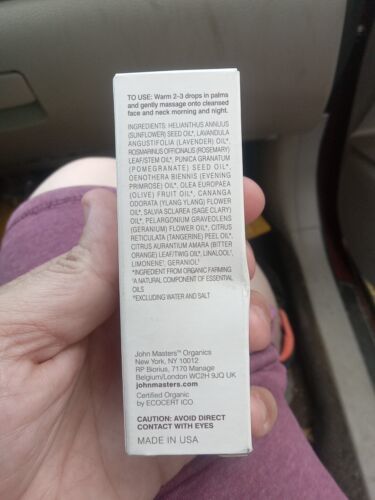 TO USE: Warm 2–3 drops in palms
and gently massage onto cleansed
face and neck morning and night.
INGREDIENTS: HELIANTHUS ANNUUS
(SUNFLOWER) SEED OIL*, LAVANDULA
ANGUSTIFOLIA (LAVENDER) OIL*,
ROSMARINUS OFFICINALIS (ROSEMARY)
LEAF/STEM OIL*, PUNICA GRANATUM
(POMEGRANATE) SEED OIL*,
OENOTHERA BIENNIS (EVENING
PRIMROSE) OIL*, OLEA EUROPAEA
(OLIVE) FRUIT OIL*, CANANGA
ODORATA (YLANG YLANG) FLOWER
OIL*, SALVIA SCLAREA (SAGE CLARY)
OIL*, PELARGONIUM GRAVEOLENS
(GERANIUM) FLOWER OIL*, CITRUS
RETICULATA (TANGERINE) PEEL OIL*,
CITRUS AURANTIUM AMARA (BITTER
ORANGE) LEAF/TWIG OIL*, LINALOOL†,
LIMONENE†, GERANIOL†
*INGREDIENT FROM ORGANIC FARMING
†A NATURAL COMPONENT OF ESSENTIAL
OILS
‡EXCLUDING WATER AND SALT
John Masters™ Organics
New York, NY 10012
RP Biorius, 7170 Manage
Belgium/London WC2H 9JQ UK
johnmasters.com
Certified Organic
by ECOCERT ICO
CAUTION: AVOID DIRECT
CONTACT WITH EYES
MADE IN USA